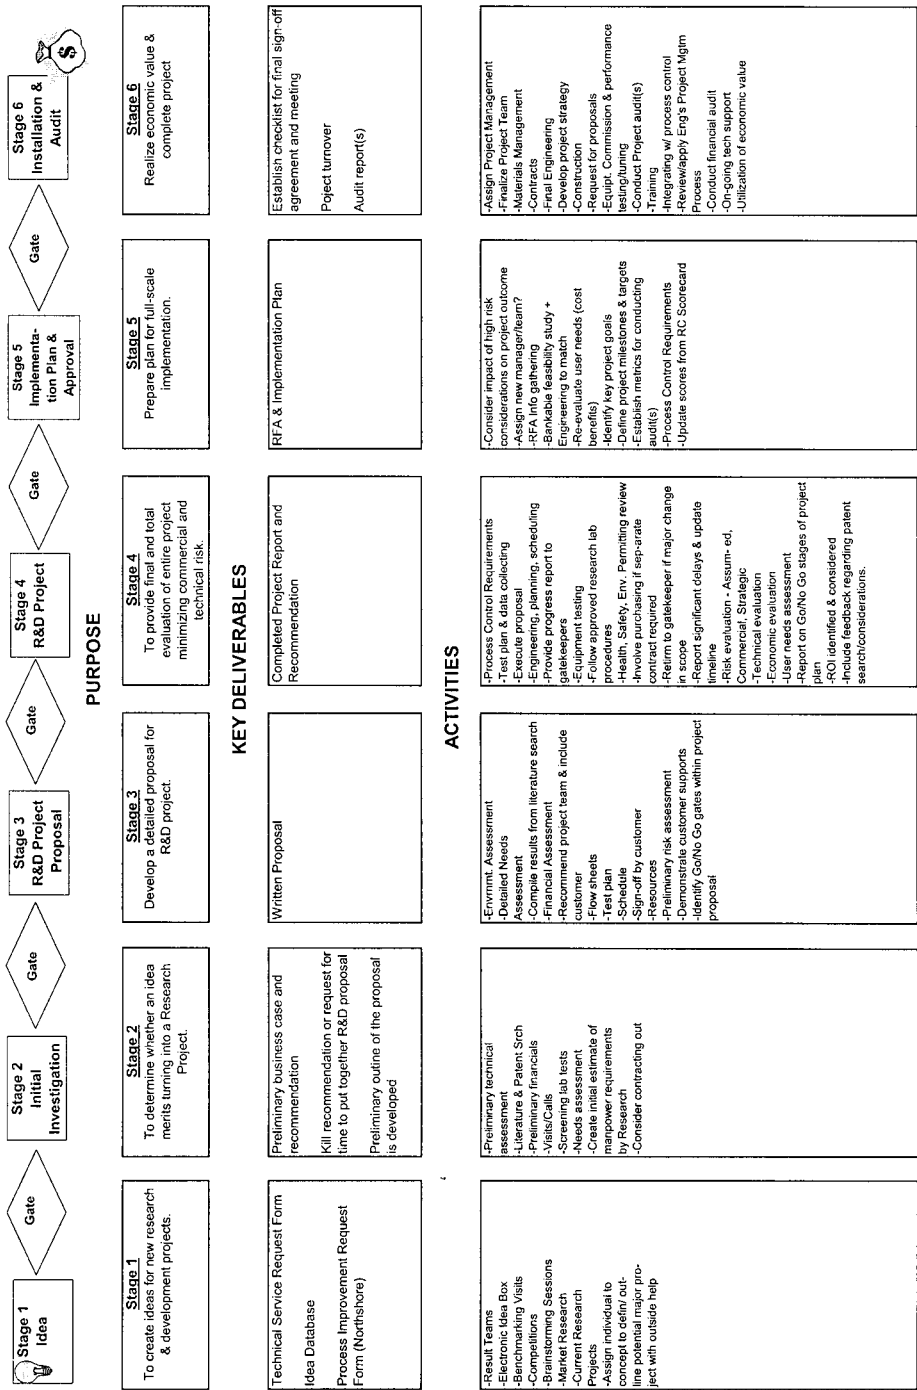 Stage 1
Idea
Gate
Stage 2
Initial
Investigation
Gate
Stage 3
R&D Project
Proposal
Gate
Stage 4
R&D Project
Gate
Stage 5
Implementa-
tion Plan &
Approval
Gate
Stage 6
Installation &
Audit
$
PURPOSE
Stage 1
To create ideas for new research
& development projects.
Stage 2
To determine whether an idea
merits turning into a Research
Project.
Stage 3
Develop a detailed proposal for
R&D project.
Stage 4
To provide final and total
evaluation of entire project
minimizing commercial and
technical risk.
Stage 5
Prepare plan for full-scale
implementation.
Stage 6
Realize economic value &
complete project
KEY DELIVERABLES
Technical Service Request Form
Idea Database
Process Improvement Request
Form (Northshore)
Preliminary business case and
recommendation
Kill recommendation or request for
time to put together R&D proposal
Preliminary outine of the proposal
is developed
Written Proposal
Completed Project Report and
Recommendation
RFA & Implementation Plan
Establish checklist for final sign-off
agreement and meeting
Poject turnover
Audit report(s)
ACTIVITIES
-Result Teams
-Electronic Idea Box
-Benchmarking Visits
-Competitions
-Brainstorming Sessions
-Market Research
-Current Research
Projects
-Assign individual to
concept to defin/ out-
line potential major pro-
ject with outside help
-Preliminary technical
assessment
-Literature & Patent Srch
-Preliminary financials
-Visits/Calls
-Screening lab tests
-Needs assessment
-Create initial estimate of
manpower requirements
by Research
-Consider contracting out
-Envrnmt. Assessment
-Detailed Needs
Assessment
-Compile results from literature search
-Financial Assessment
-Recommend project team & include
customer
-Flow sheets
-Test plan
-Schedule
-Sign-off by customer
-Resources
-Preliminary risk assessment
-Demonstrate customer supports
-Identify Go/No Go gates within project
proposal
-Process Control Requirements
-Test plan & data collecting
-Execute proposal
-Engineering, planning, scheduling
-Provide progress report to
gatekeepers
-Equipment testing
-Follow approved research lab
procedures
-Health, Safety, Env. Permitting review
-Involve purchasing if sep-arate
contract required
-Retirm to gatekeeper if major change
in scope
-Report significant delays & update
timeline
-Risk evaluation - Assum- ed,
Commercial, Strategic
-Technical evaluation
-Economic evaluation
-User needs assessment
-Report on Go/No Go stages of project
plan
-ROI identified & considered
-Include feedback regarding patent
search/considerations.
-Consider impact of high risk
considerations on project outcome
-Assign new manager/team?
-RFA Info gathering
-Bankable feasibility study +
Engineering to match
-Re-evaluate user needs (cost
benefits)
-Identify key project goals
-Define project milestones & targets
-Establish metrics for conducting
audit(s)
-Process Control Requirements
-Update scores from RC Scorecard
-Assign Project Management
-Finalize Project Team
-Materials Management
-Contracts
-Final Engineering
-Develop project strategy
-Construction
-Request for proposals
-Equipt. Commission & performance
testing/tuning
-Conduct Project audit(s)
-Training
-Integrating w/ process control
-Review/apply Eng's Project Mgtm
Process
-Conduct financial audit
-On-going tech support
-Utilization of economic value